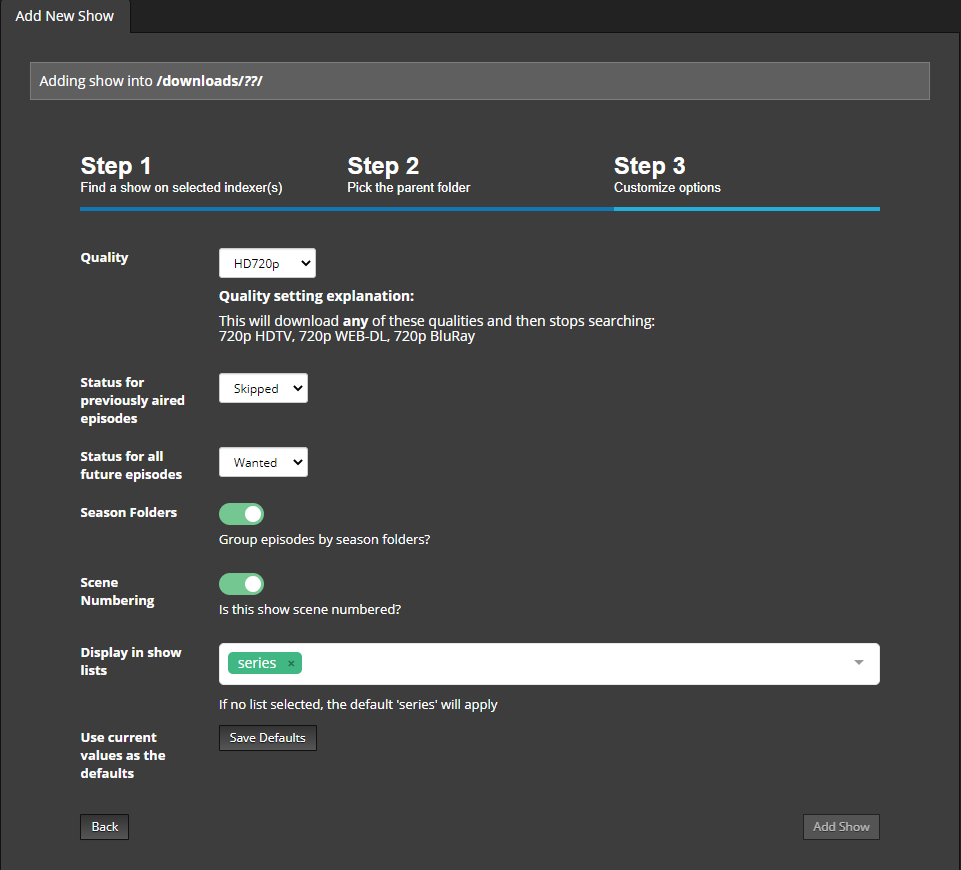 Add New Show
Adding show into /downloads/??/
Step 1
Find a show on selected indexer(s)
Step 2
Pick the parent folder
Step 3
Customize options
Quality
HD720p
Quality setting explanation:
This will download any of these qualities and then stops searching:
720p HDTV, 720p WEB-DL, 720p BluRay
Status for
previously aired
episodes
Skipped
Status for all
future episodes
Wanted
Season Folders
Group episodes by season folders?
Scene
Numbering
Is this show scene numbered?
Display in show
lists
series ×
If no list selected, the default 'series' will apply
Use current
values as the
defaults
Save Defaults
Back
Add Show